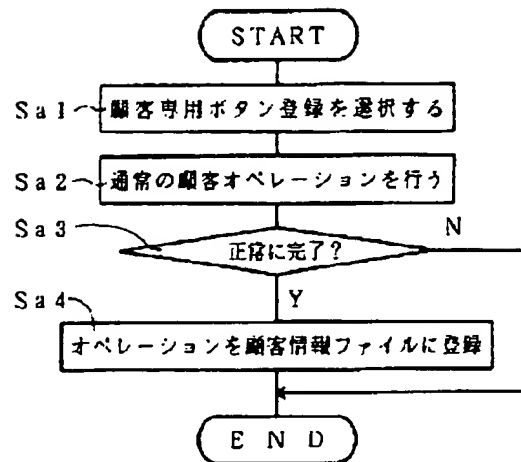 START
Sa1 顧客専用ボタン登録を選択する
Sa2 通常の顧客オペレーションを行う
Sa3 正常に完了? N
Y
Sa4 オペレーションを顧客情報ファイルに登録
END